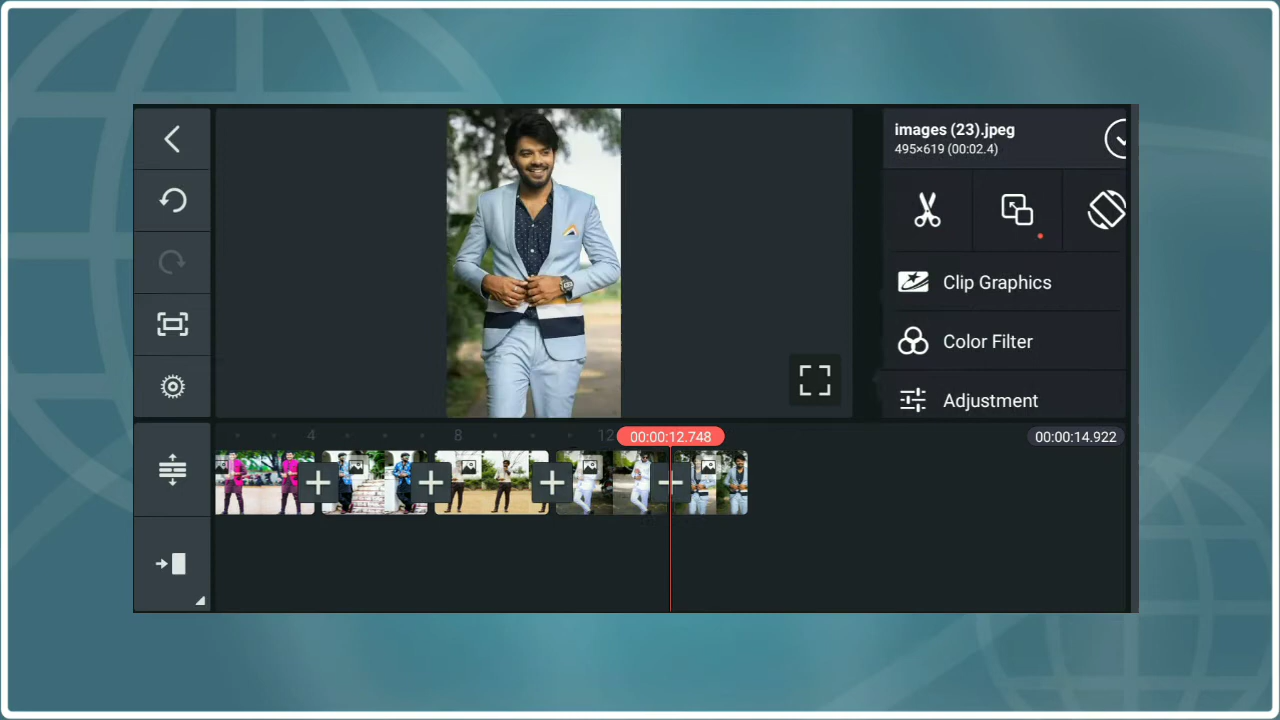 images (23).jpeg
495×619 (00:02.4)
Clip Graphics
Color Filter
Adjustment
4
8
12
00:00:12.748
00:00:14.922